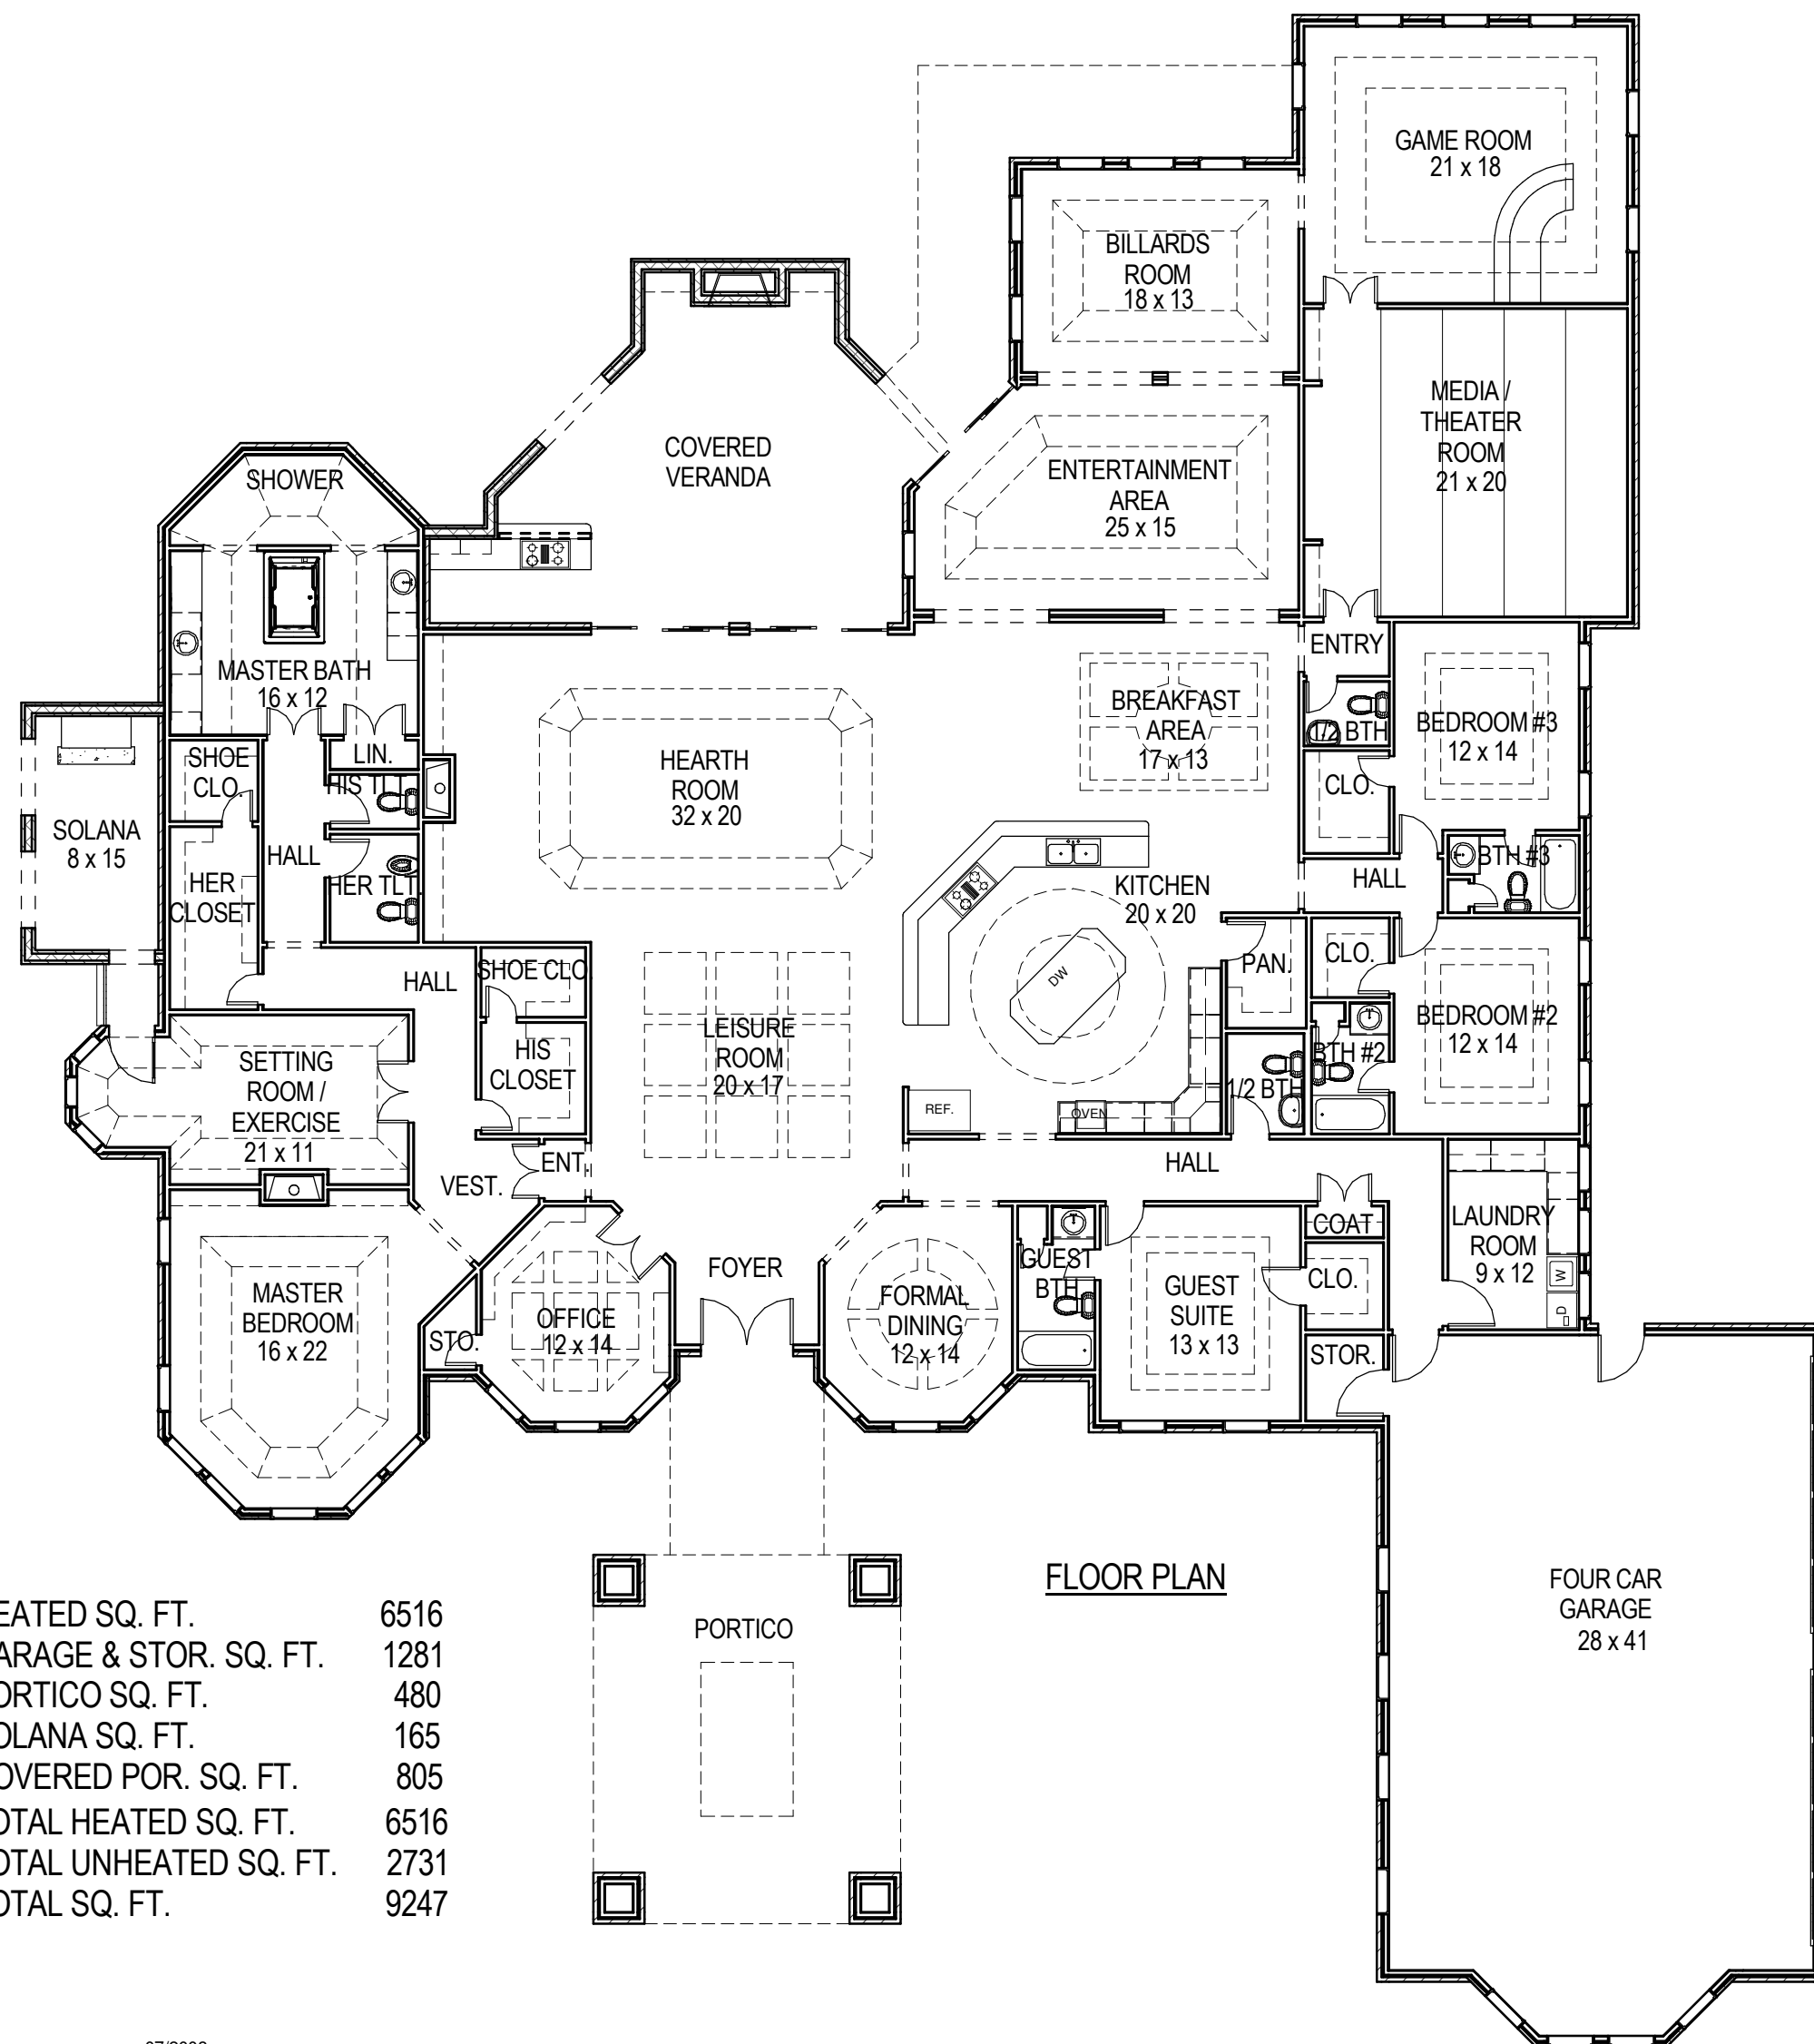 GAME ROOM
21 x 18
BILLARDS
ROOM
18 x 13
MEDIA /
THEATER
ROOM
21 x 20
COVERED
VERANDA
ENTERTAINMENT
AREA
25 x 15
SHOWER
MASTER BATH
16 x 12
ENTRY
1/2 BTH
BREAKFAST
AREA
17 x 13
BEDROOM #3
12 x 14
HEARTH
ROOM
32 x 20
SHOE
CLO.
LIN.
HIS TLT
CLO.
SOLANA
8 x 15
HALL
HER TLT
HER
CLOSET
BTH #3
HALL
KITCHEN
20 x 20
DW
PAN.
CLO.
HALL
SHOE CLO.
BEDROOM #2
12 x 14
LEISURE
ROOM
20 x 17
HIS
CLOSET
SETTING
ROOM /
EXERCISE
21 x 11
BTH #2
1/2 BTH
REF.
OVEN
ENT.
VEST.
HALL
COAT
LAUNDRY
ROOM
9 x 12
W
D
FOYER
GUEST
BTH
GUEST
SUITE
13 x 13
CLO.
MASTER
BEDROOM
16 x 22
STO.
OFFICE
12 x 14
FORMAL
DINING
12 x 14
STOR.
FLOOR PLAN
PORTICO
FOUR CAR
GARAGE
28 x 41
EATED SQ. FT. 6516
ARAGE & STOR. SQ. FT. 1281
ORTICO SQ. FT. 480
OLANA SQ. FT. 165
OVERED POR. SQ. FT. 805
OTAL HEATED SQ. FT. 6516
OTAL UNHEATED SQ. FT. 2731
OTAL SQ. FT. 9247